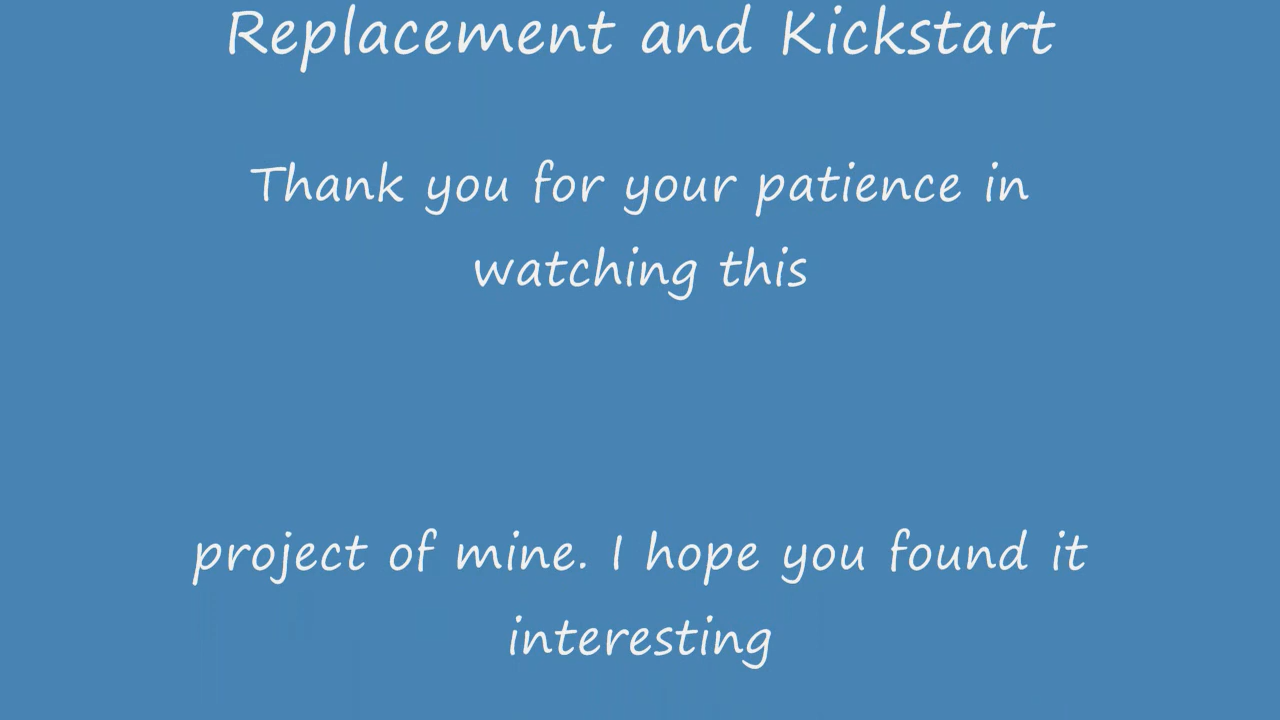 Replacement and Kickstart
Thank you for your patience in
watching this
project of mine. I hope you found it
interesting